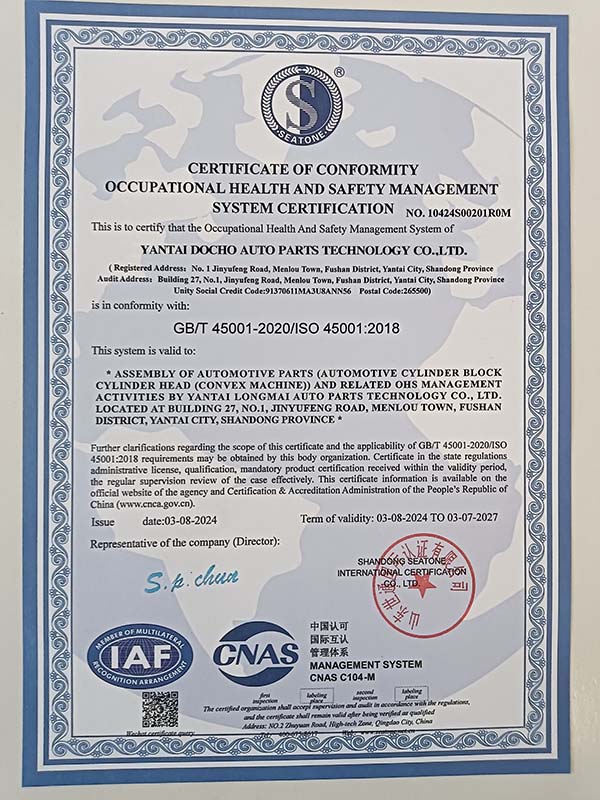 ®
S
SEATONE
CERTIFICATE OF CONFORMITY
OCCUPATIONAL HEALTH AND SAFETY MANAGEMENT
SYSTEM CERTIFICATION NO. 10424S00201R0M
This is to certify that the Occupational Health And Safety Management System of
YANTAI DOCHO AUTO PARTS TECHNOLOGY CO.,LTD.
( Registered Address: No. 1 Jinyufeng Road, Menlou Town, Fushan District, Yantai City, Shandong Province
Audit Address: Building 27, No.1, Jinyufeng Road, Menlou Town, Fushan District, Yantai City, Shandong Province
Unity Social Credit Code:91370611MA3U8ANN56 Postal Code:265500)
is in conformity with:
GB/T 45001-2020/ISO 45001:2018
This system is valid to:
* ASSEMBLY OF AUTOMOTIVE PARTS (AUTOMOTIVE CYLINDER BLOCK
CYLINDER HEAD (CONVEX MACHINE)) AND RELATED OHS MANAGEMENT
ACTIVITIES BY YANTAI LONGMAI AUTO PARTS TECHNOLOGY CO., LTD.
LOCATED AT BUILDING 27, NO.1, JINYUFENG ROAD, MENLOU TOWN, FUSHAN
DISTRICT, YANTAI CITY, SHANDONG PROVINCE *
Further clarifications regarding the scope of this certificate and the applicability of GB/T 45001-2020/ISO
45001:2018 requirements may be obtained by this body organization. Certificate in the state regulations
administrative license, qualification, mandatory product certification received within the validity period,
the regular supervision review of the case effectively. This certificate information is available on the
official website of the agency and Certification & Accreditation Administration of the People's Republic of
China (www.cnca.gov.cn).
Issue date:03-08-2024 Term of validity: 03-08-2024 TO 03-07-2027
Representative of the company (Director):
S.p.chun
SHANDONG SEATONE
INTERNATIONAL CERTIFICATION
CO., LTD.
MEMBER OF MULTILATERAL
IAF
RECOGNITION ARRANGEMENT
CNAS
中国认可
国际互认
管理体系
MANAGEMENT SYSTEM
CNAS C104-M
first inspection labeling place second inspection labeling place
The certified organization shall accept supervision and audit in accordance with the regulations,
and the certificate shall remain valid after being verified as qualified
Address: NO.2 Zhuyuan Road, High-tech Zone, Qingdao City, China
Wechat certificate query